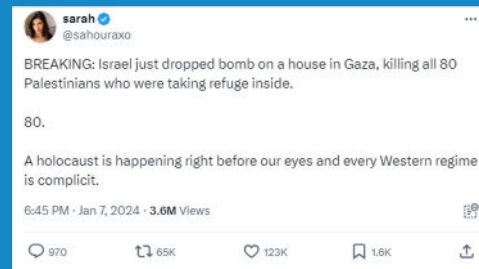 sarah
@sahouraxo
BREAKING: Israel just dropped bomb on a house in Gaza, killing all 80
Palestinians who were taking refuge inside.
80.
A holocaust is happening right before our eyes and every Western regime
is complicit.
6:45 PM · Jan 7, 2024 · 3.6M Views
970 65K 123K 1.6K